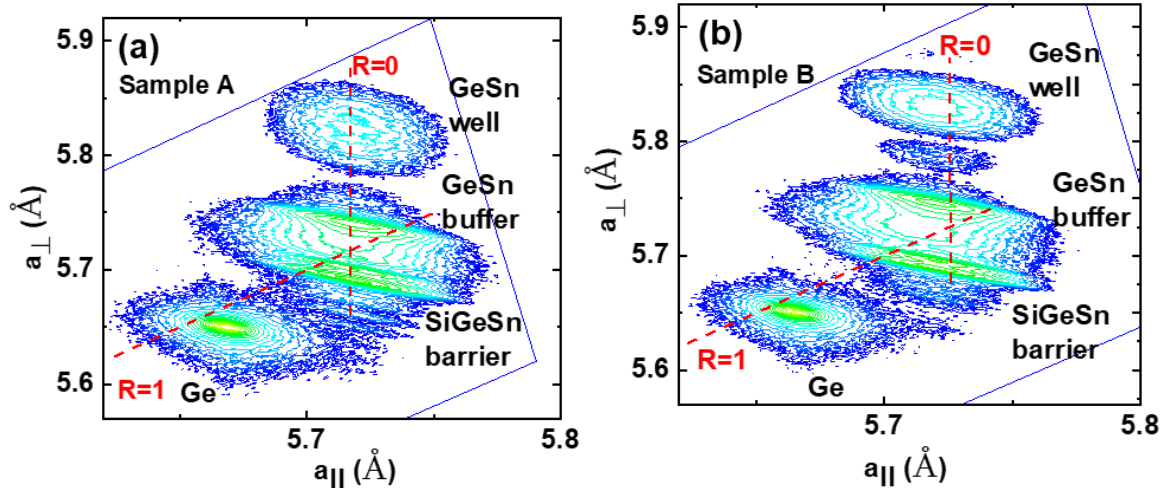 (a)
Sample A
R=0
GeSn
well
GeSn
buffer
SiGeSn
barrier
R=1
Ge
5.9
5.8
5.7
5.6
a⊥ (Å)
5.7
5.8
a|| (Å)
(b)
Sample B
R=0
GeSn
well
GeSn
buffer
SiGeSn
barrier
R=1
Ge
5.9
5.8
5.7
5.6
a⊥ (Å)
5.7
5.8
a|| (Å)